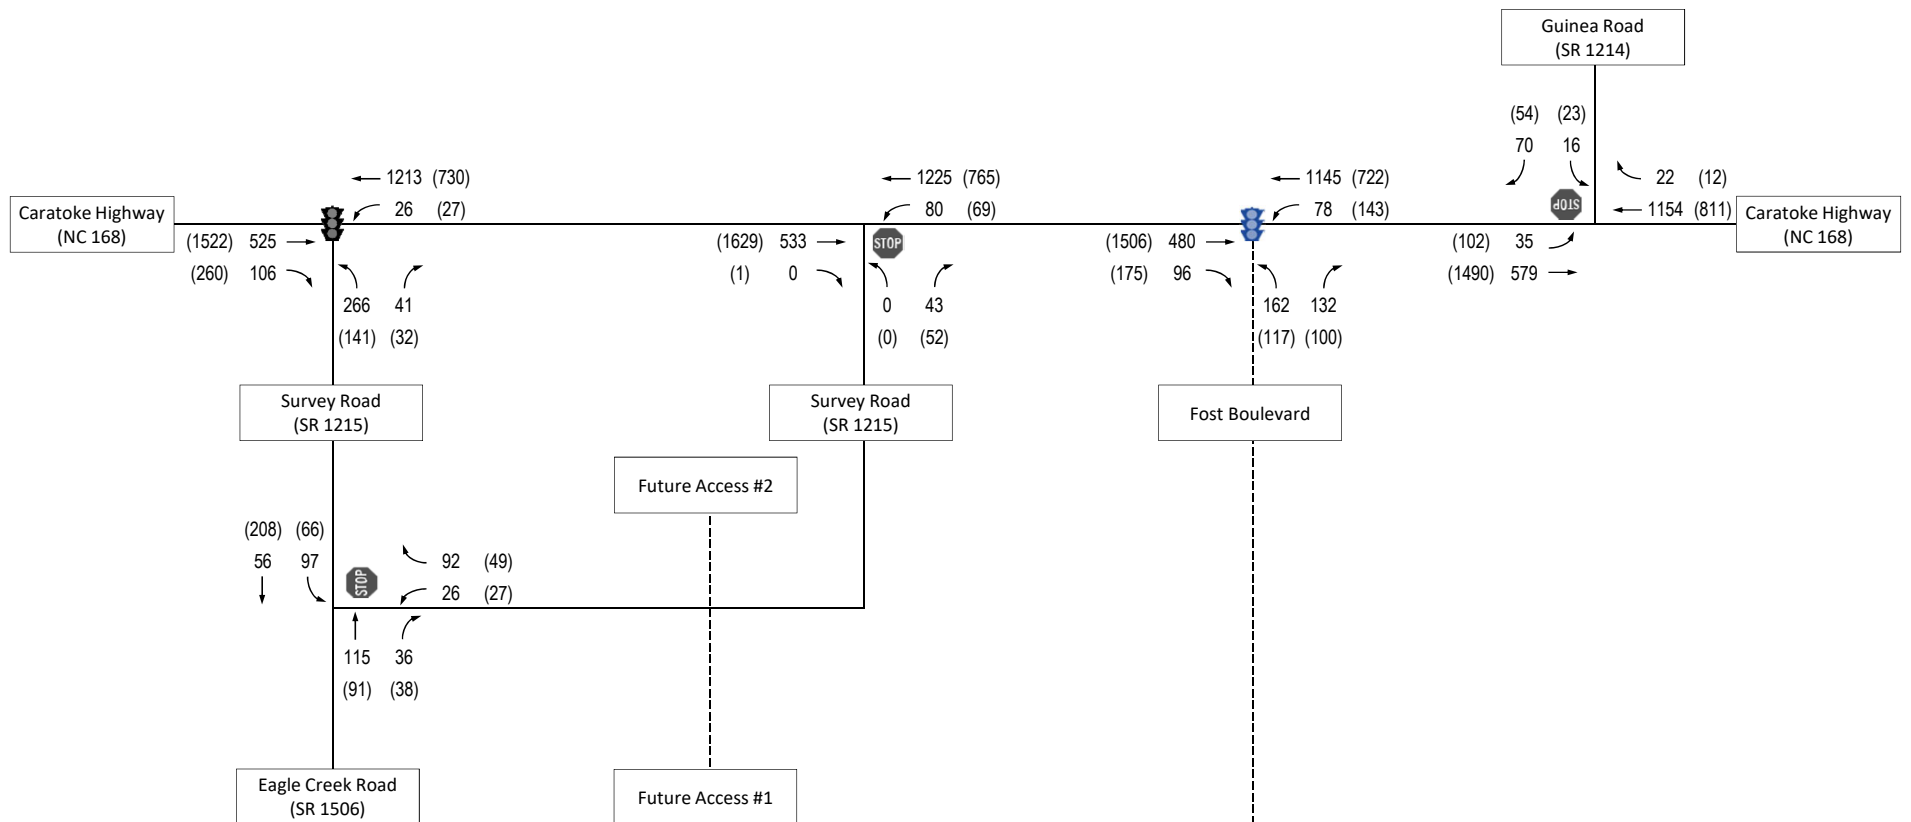 Guinea Road
(SR 1214)
(54) (23)
70 16
1213 (730)
26 (27)
1225 (765)
80 (69)
1145 (722)
78 (143)
22 (12)
1154 (811)
STOP
Caratoke Highway
(NC 168)
Caratoke Highway
(NC 168)
(1522) 525
(260) 106
(1629) 533
(1) 0
STOP
(1506) 480
(175) 96
(102) 35
(1490) 579
266 41
(141) (32)
0 43
(0) (52)
162 132
(117) (100)
Survey Road
(SR 1215)
Survey Road
(SR 1215)
Fost Boulevard
Future Access #2
(208) (66)
56 97
STOP
92 (49)
26 (27)
115 36
(91) (38)
Eagle Creek Road
(SR 1506)
Future Access #1